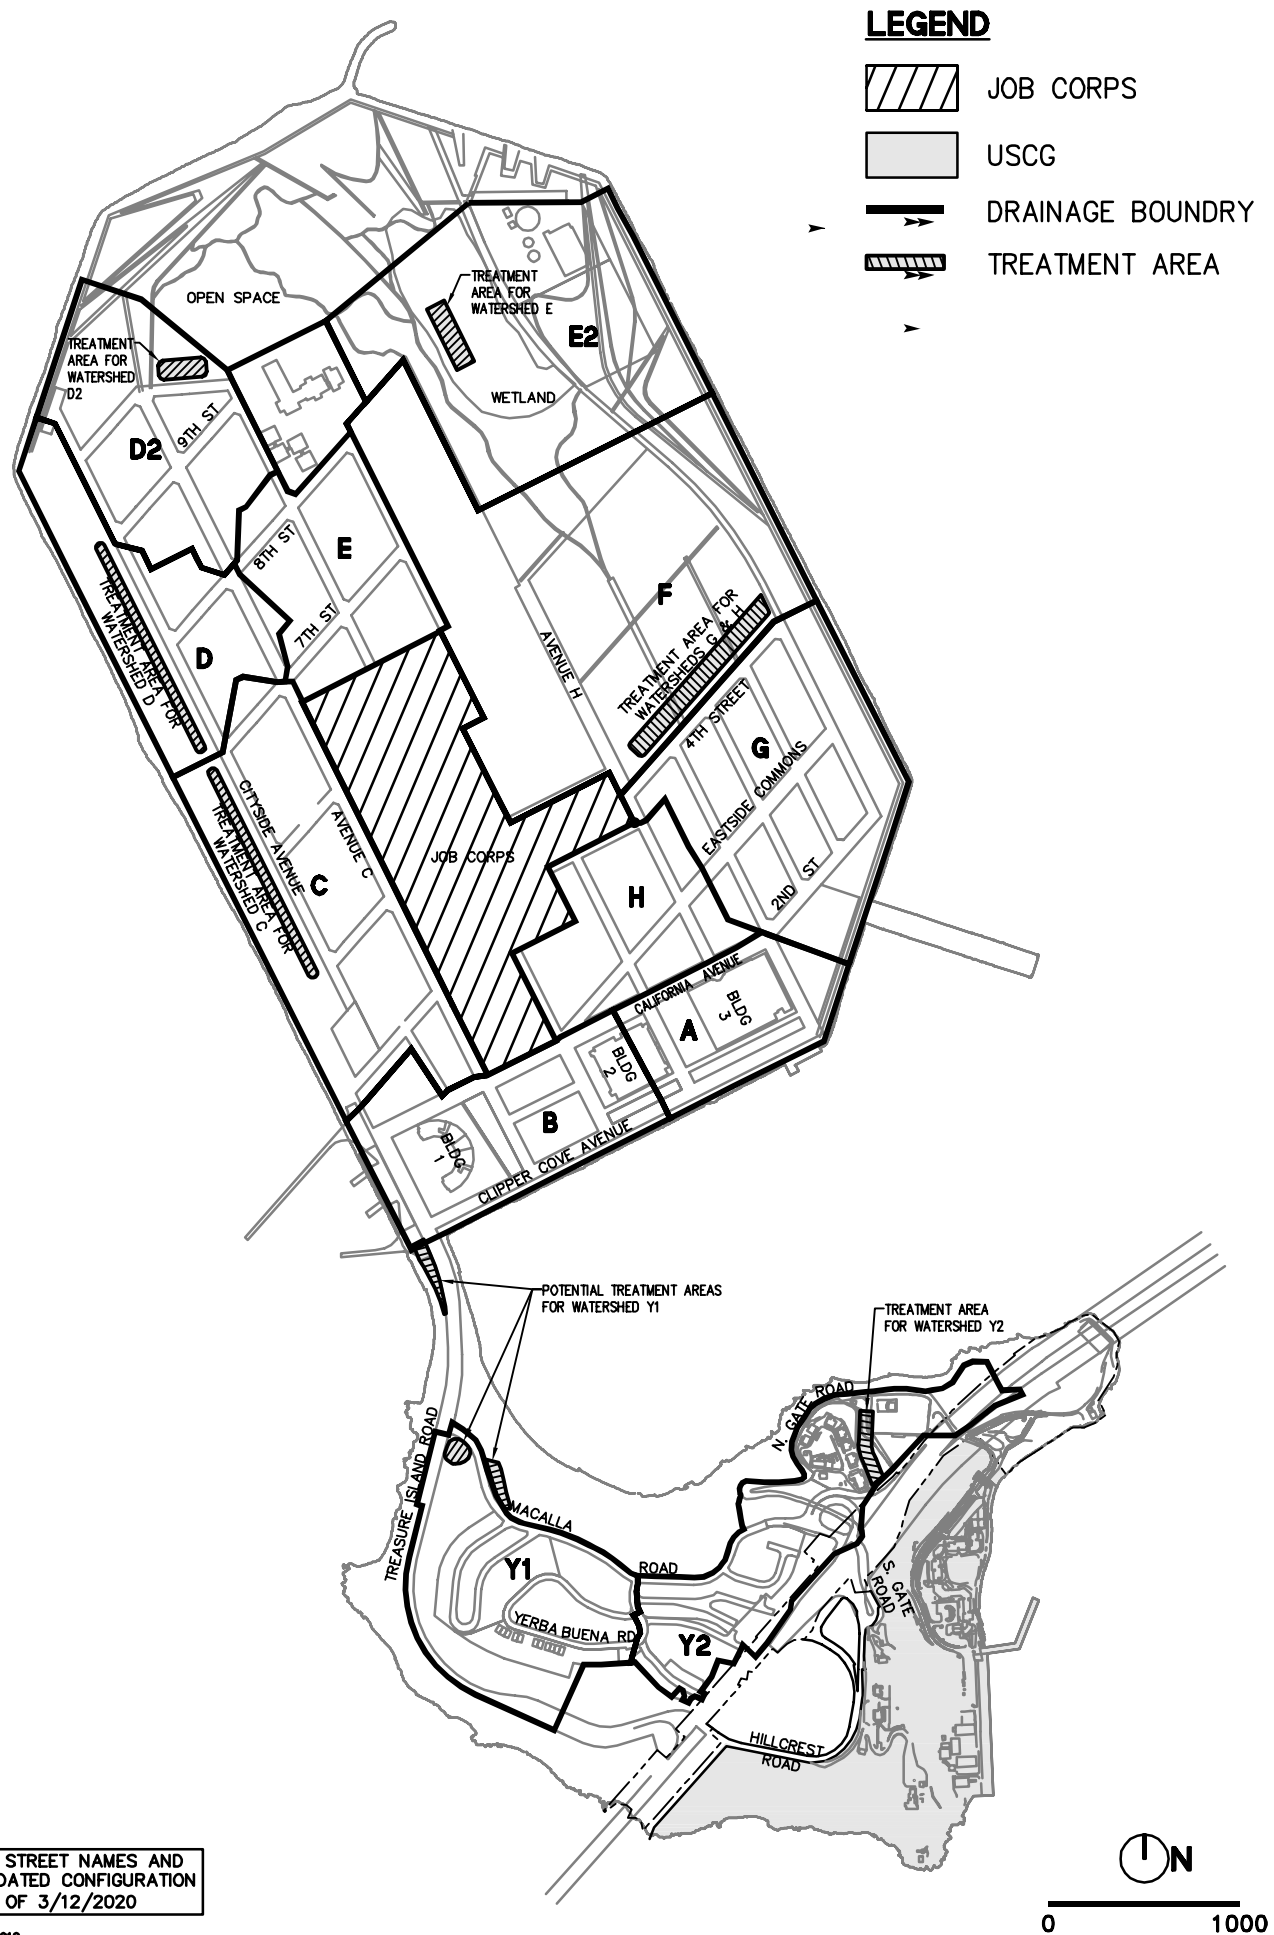 LEGEND
JOB CORPS
USCG
DRAINAGE BOUNDRY
TREATMENT AREA
OPEN SPACE
TREATMENT
AREA FOR
WATERSHED E
E2
TREATMENT
AREA FOR
WATERSHED
D2
WETLAND
9TH ST
D2
8TH ST
E
7TH ST
F
TREATMENT AREA FOR
WATERSHEDS G & H
TREATMENT AREA FOR
WATERSHED D
D
AVENUE H
4TH STREET
G
EASTSIDE COMMONS
CITYSIDE AVENUE
AVENUE C
TREATMENT AREA FOR
WATERSHED C
C
JOB CORPS
H
2ND ST
CALIFORNIA AVENUE
A
BLDG
3
BLDG
2
B
BLDG
1
CLIPPER COVE AVENUE
POTENTIAL TREATMENT AREAS
FOR WATERSHED Y1
TREATMENT AREA
FOR WATERSHED Y2
N. GATE ROAD
TREASURE ISLAND ROAD
MACALLA
ROAD
Y1
S. GATE
ROAD
YERBA BUENA RD
Y2
HILLCREST
ROAD
STREET NAMES AND
DATED CONFIGURATION
OF 3/12/2020
N
0
1000